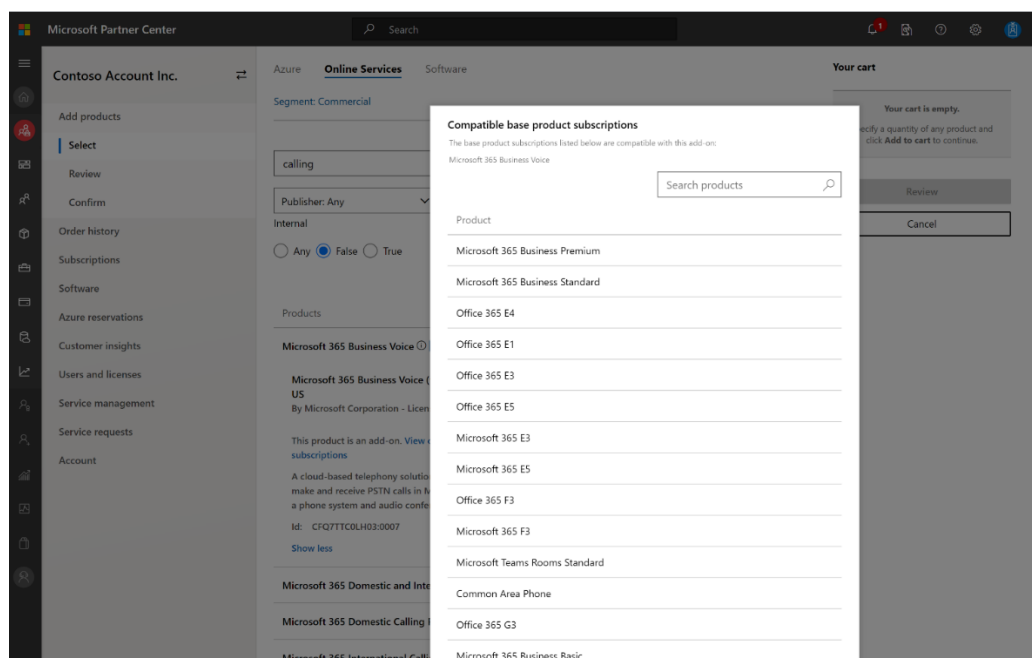 Microsoft Partner Center
Search
1
Contoso Account Inc.
Add products
Select
Review
Confirm
Order history
Subscriptions
Software
Azure reservations
Customer insights
Users and licenses
Service management
Service requests
Account
Azure Online Services Software
Segment: Commercial
calling
Publisher: Any
Internal
Any False True
Products
Microsoft 365 Business Voice
Microsoft 365 Business Voice (
US
By Microsoft Corporation - Licen
This product is an add-on. View
subscriptions
A cloud-based telephony solutio
make and receive PSTN calls in M
a phone system and audio confe
Id: CFQ7TTC0LH03:0007
Show less
Microsoft 365 Domestic and Inte
Microsoft 365 Domestic Calling
Microsoft 365 International Calli
Compatible base product subscriptions
The base product subscriptions listed below are compatible with this add-on:
Microsoft 365 Business Voice
Search products
Product
Microsoft 365 Business Premium
Microsoft 365 Business Standard
Office 365 E4
Office 365 E1
Office 365 E3
Office 365 E5
Microsoft 365 E3
Microsoft 365 E5
Office 365 F3
Microsoft 365 F3
Microsoft Teams Rooms Standard
Common Area Phone
Office 365 G3
Microsoft 365 Business Basic
Your cart
Your cart is empty.
ecify a quantity of any product and
click Add to cart to continue.
Review
Cancel